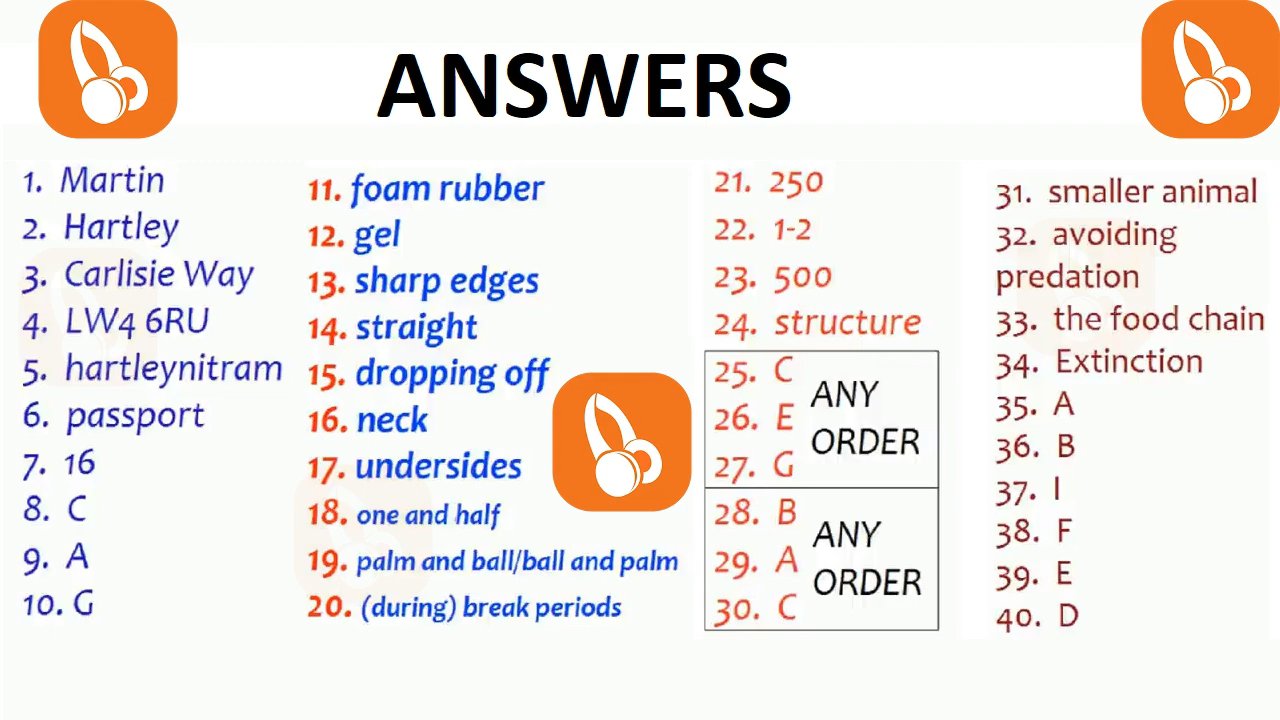 ANSWERS
1. Martin
2. Hartley
3. Carlisie Way
4. LW4 6RU
5. hartleynitram
6. passport
7. 16
8. C
9. A
10. G
11. foam rubber
12. gel
13. sharp edges
14. straight
15. dropping off
16. neck
17. undersides
18. one and half
19. palm and ball/ball and palm
20. (during) break periods
21. 250
22. 1-2
23. 500
24. structure
25. C
26. E
27. G
ANY
ORDER
28. B
29. A
30. C
ANY
ORDER
31. smaller animal
32. avoiding
predation
33. the food chain
34. Extinction
35. A
36. B
37. I
38. F
39. E
40. D